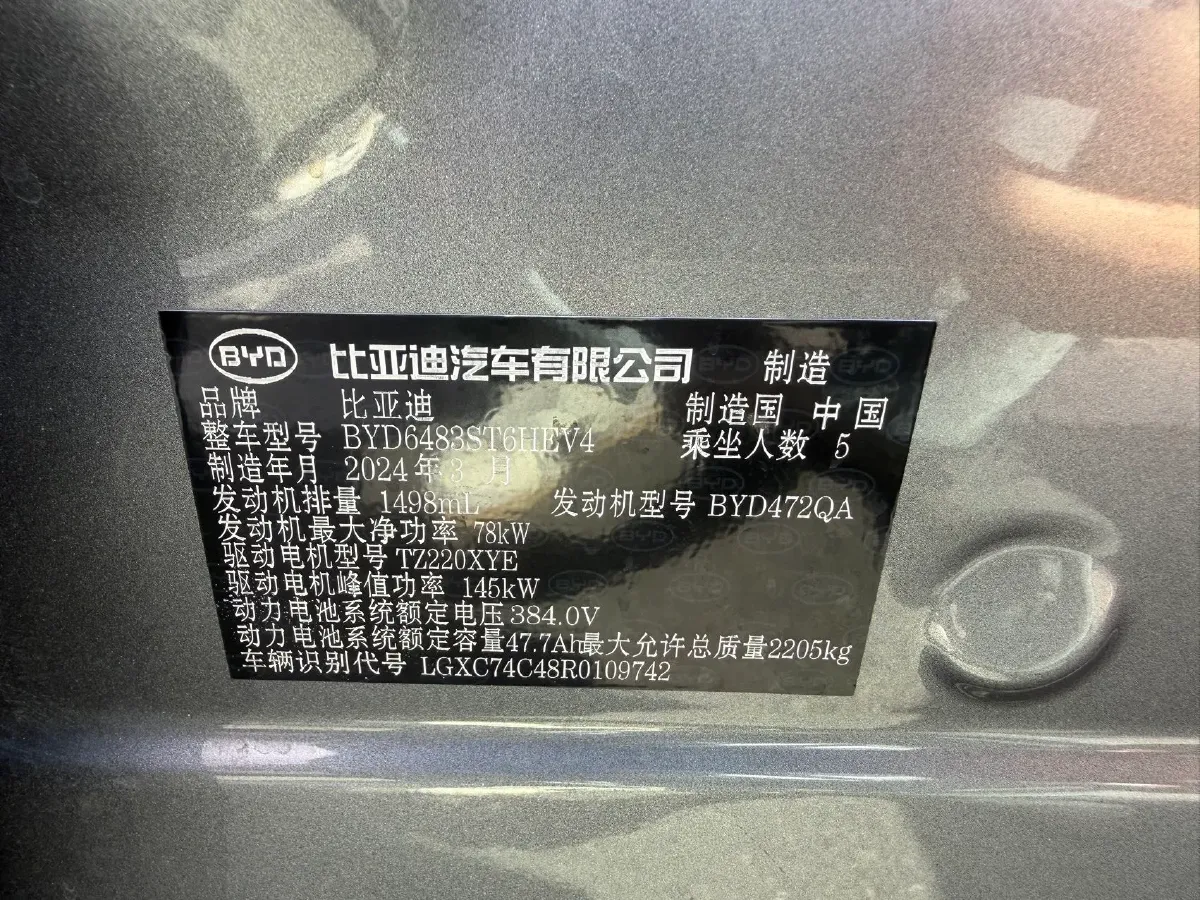 BYD 比亚迪汽车有限公司 制造
品牌 比亚迪 制造国 中国
整车型号 BYD6483ST6HEV4 乘坐人数 5
制造年月 2024年3月
发动机排量 1498mL 发动机型号 BYD472QA
发动机最大净功率 78kW
驱动电机型号 TZ220XYE
驱动电机峰值功率 145kW
动力电池系统额定电压 384.0V
动力电池系统额定容量 47.7Ah 最大允许总质量 2205kg
车辆识别代号 LGXC74C48R0109742